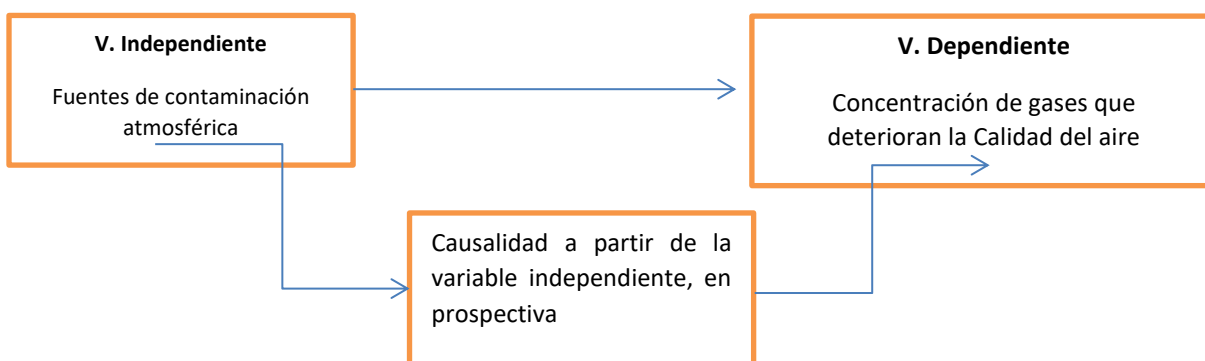 V. Independiente
Fuentes de contaminación
atmosférica
V. Dependiente
Concentración de gases que
deterioran la Calidad del aire
Causalidad a partir de la
variable independiente, en
prospectiva